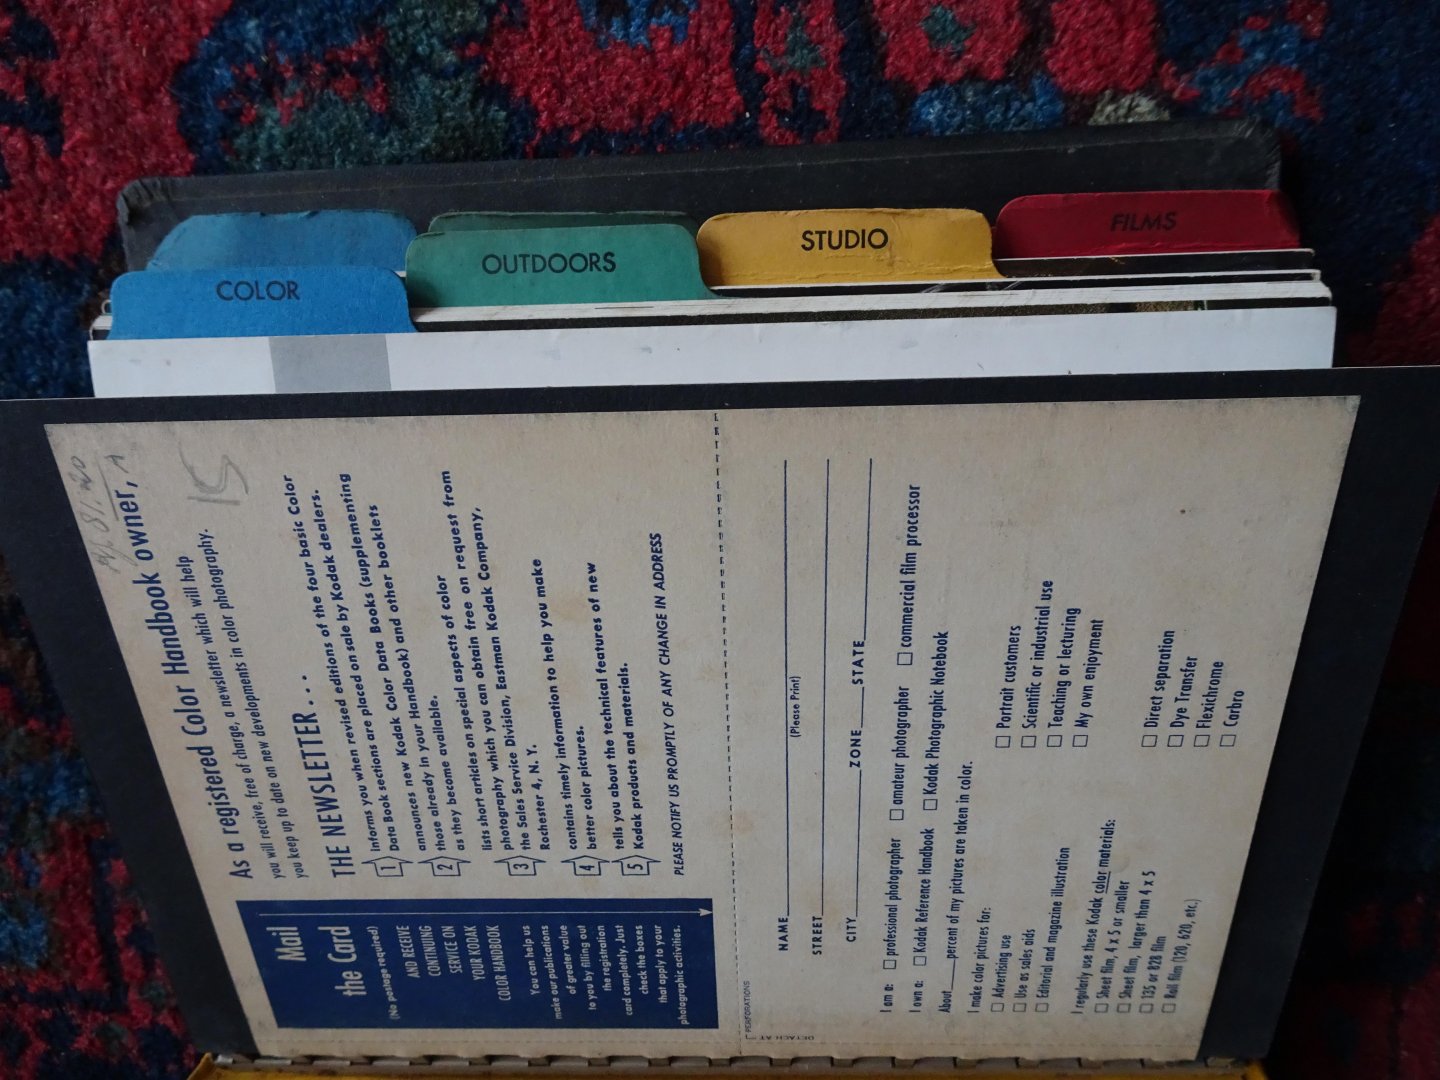 COLOR
OUTDOORS
STUDIO
FILMS
15
As a registered Color Handbook owner,
you will receive, free of charge, a newsletter which will help
you keep up to date on new developments in color photography.
THE NEWSLETTER . . .
1 informs you when revised editions of the four basic Color
Data Book sections are placed on sale by Kodak dealers.
2 announces new Kodak Color Data Books (supplementing
those already in your Handbook) and other booklets
as they become available.
3 lists short articles on special aspects of color
photography which you can obtain free on request from
the Sales Service Division, Eastman Kodak Company,
Rochester 4, N. Y.
4 contains timely information to help you make
better color pictures.
5 tells you about the technical features of new
Kodak products and materials.
PLEASE NOTIFY US PROMPTLY OF ANY CHANGE IN ADDRESS
Mail
the Card
(No postage required)
AND RECEIVE
CONTINUING
SERVICE ON
YOUR KODAK
COLOR HANDBOOK
You can help us
make our publications
of greater value
to you by filling out
the registration
card completely. Just
check the boxes
that apply to your
photographic activities.
DETACH AT PERFORATIONS
NAME
(Please Print)
STREET
CITY ZONE STATE
I am a: □ professional photographer □ amateur photographer □ commercial film processor
I own a: □ Kodak Reference Handbook □ Kodak Photographic Notebook
About____percent of my pictures are taken in color.
I make color pictures for:
□ Advertising use
□ Use as sales aids
□ Editorial and magazine illustration
□ Portrait customers
□ Scientific or industrial use
□ Teaching or lecturing
□ My own enjoyment
I regularly use these Kodak color materials:
□ Sheet film, 4 x 5 or smaller
□ Sheet film, larger than 4 x 5
□ 135 or 828 film
□ Roll film (120, 620, etc.)
□ Direct separation
□ Dye Transfer
□ Flexichrome
□ Carbro